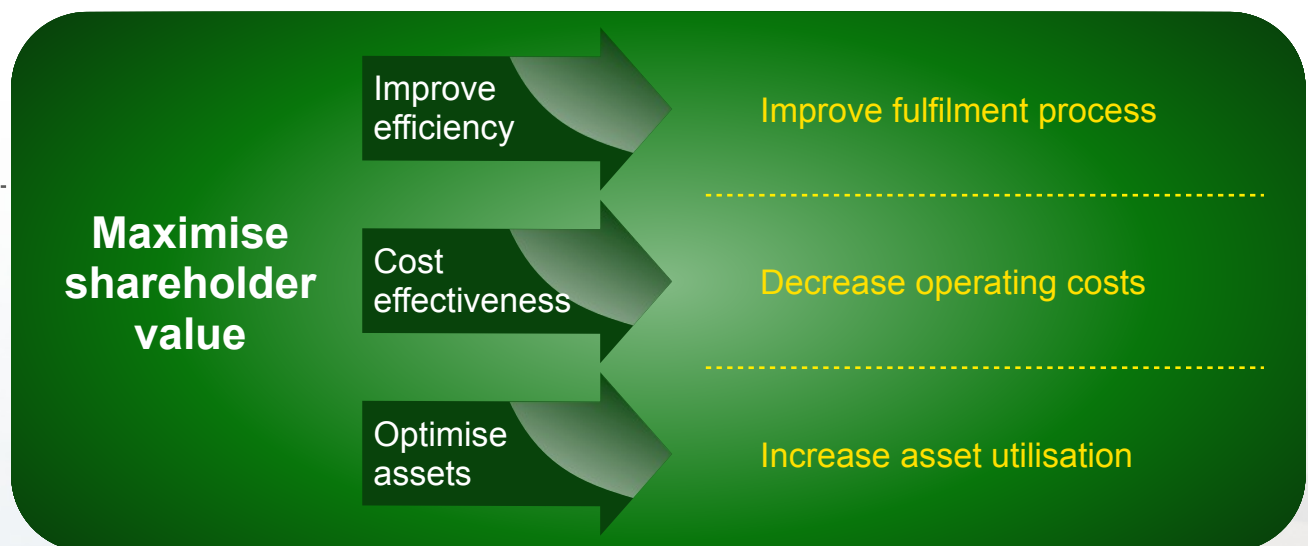 Maximise
shareholder
value
Improve
efficiency
Improve fulfilment process
Cost
effectiveness
Decrease operating costs
Optimise
assets
Increase asset utilisation